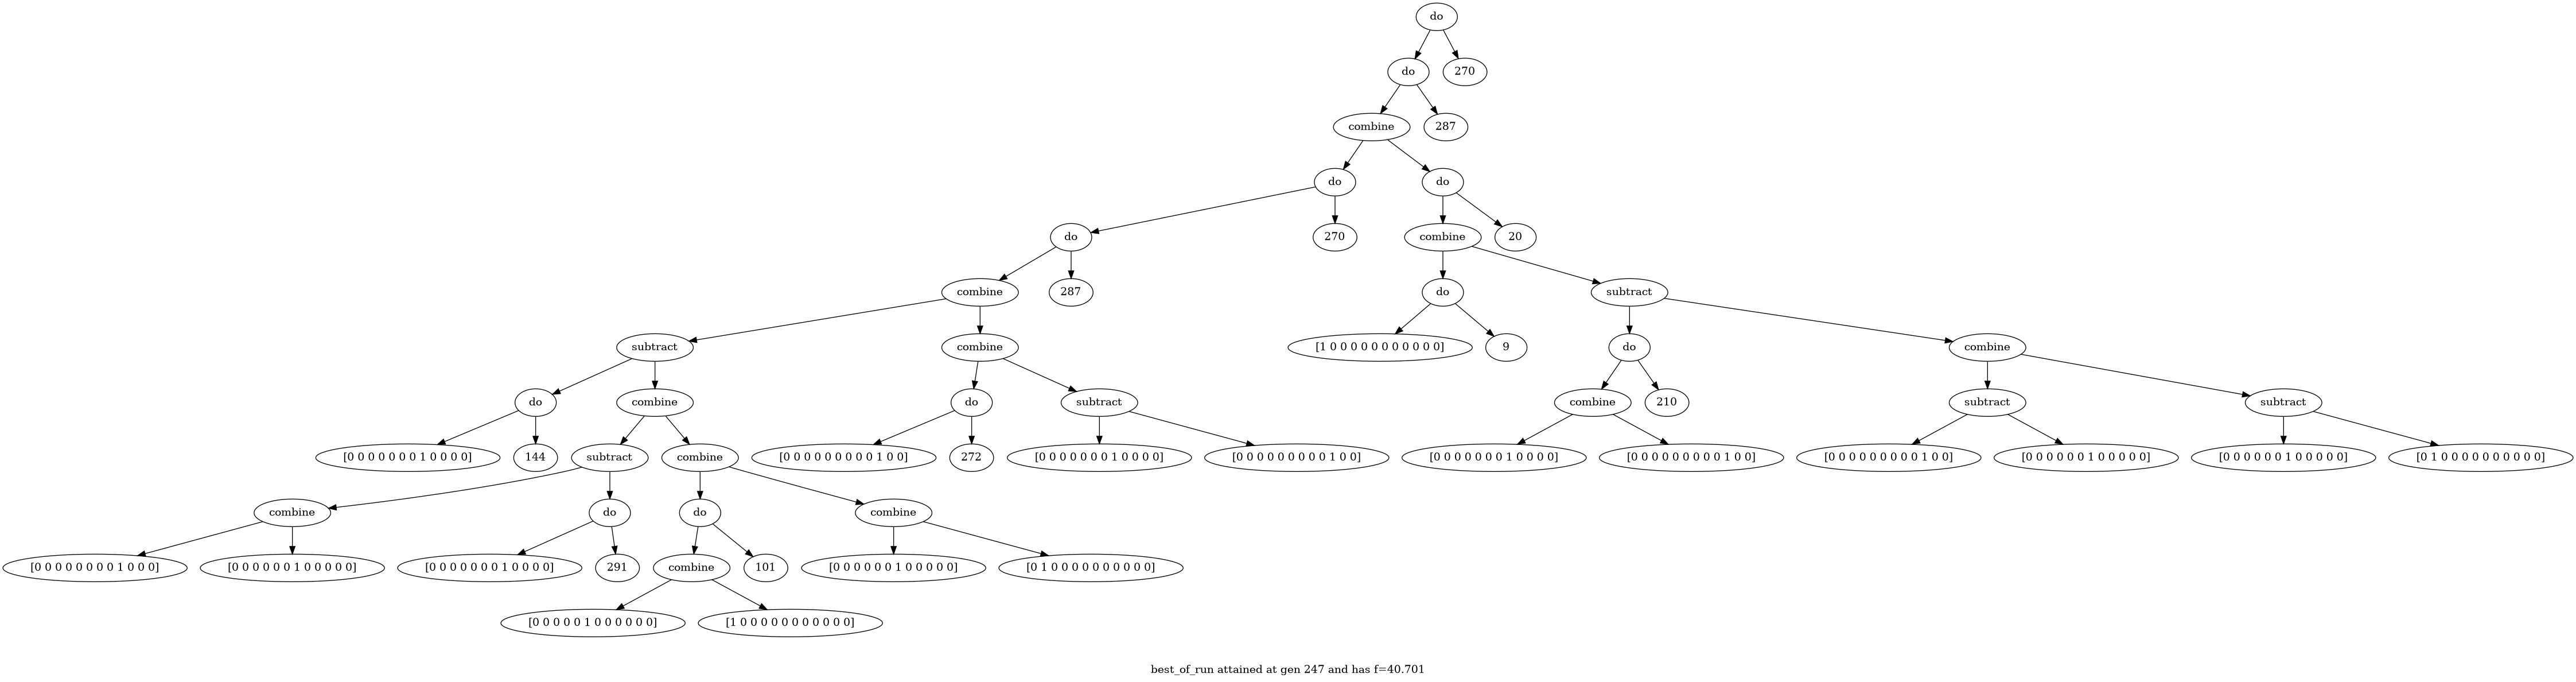 do
do 270
combine 287
do do
do 270 combine 20
combine 287 do subtract
subtract combine [1 0 0 0 0 0 0 0 0 0 0 0] 9 do combine
do combine do subtract combine 210 subtract subtract
[0 0 0 0 0 0 0 1 0 0 0 0] 144 subtract combine [0 0 0 0 0 0 0 0 0 1 0 0] 272 [0 0 0 0 0 0 0 1 0 0 0 0] [0 0 0 0 0 0 0 0 0 1 0 0] [0 0 0 0 0 0 0 1 0 0 0 0] [0 0 0 0 0 0 0 0 0 1 0 0] [0 0 0 0 0 0 0 0 0 1 0 0] [0 0 0 0 0 0 1 0 0 0 0 0] [0 0 0 0 0 0 1 0 0 0 0 0] [0 1 0 0 0 0 0 0 0 0 0 0]
combine do do combine
[0 0 0 0 0 0 0 0 1 0 0 0] [0 0 0 0 0 0 1 0 0 0 0 0] [0 0 0 0 0 0 0 1 0 0 0 0] 291 combine 101 [0 0 0 0 0 0 1 0 0 0 0 0] [0 1 0 0 0 0 0 0 0 0 0 0]
[0 0 0 0 0 1 0 0 0 0 0 0] [1 0 0 0 0 0 0 0 0 0 0 0]
best_of_run attained at gen 247 and has f=40.701